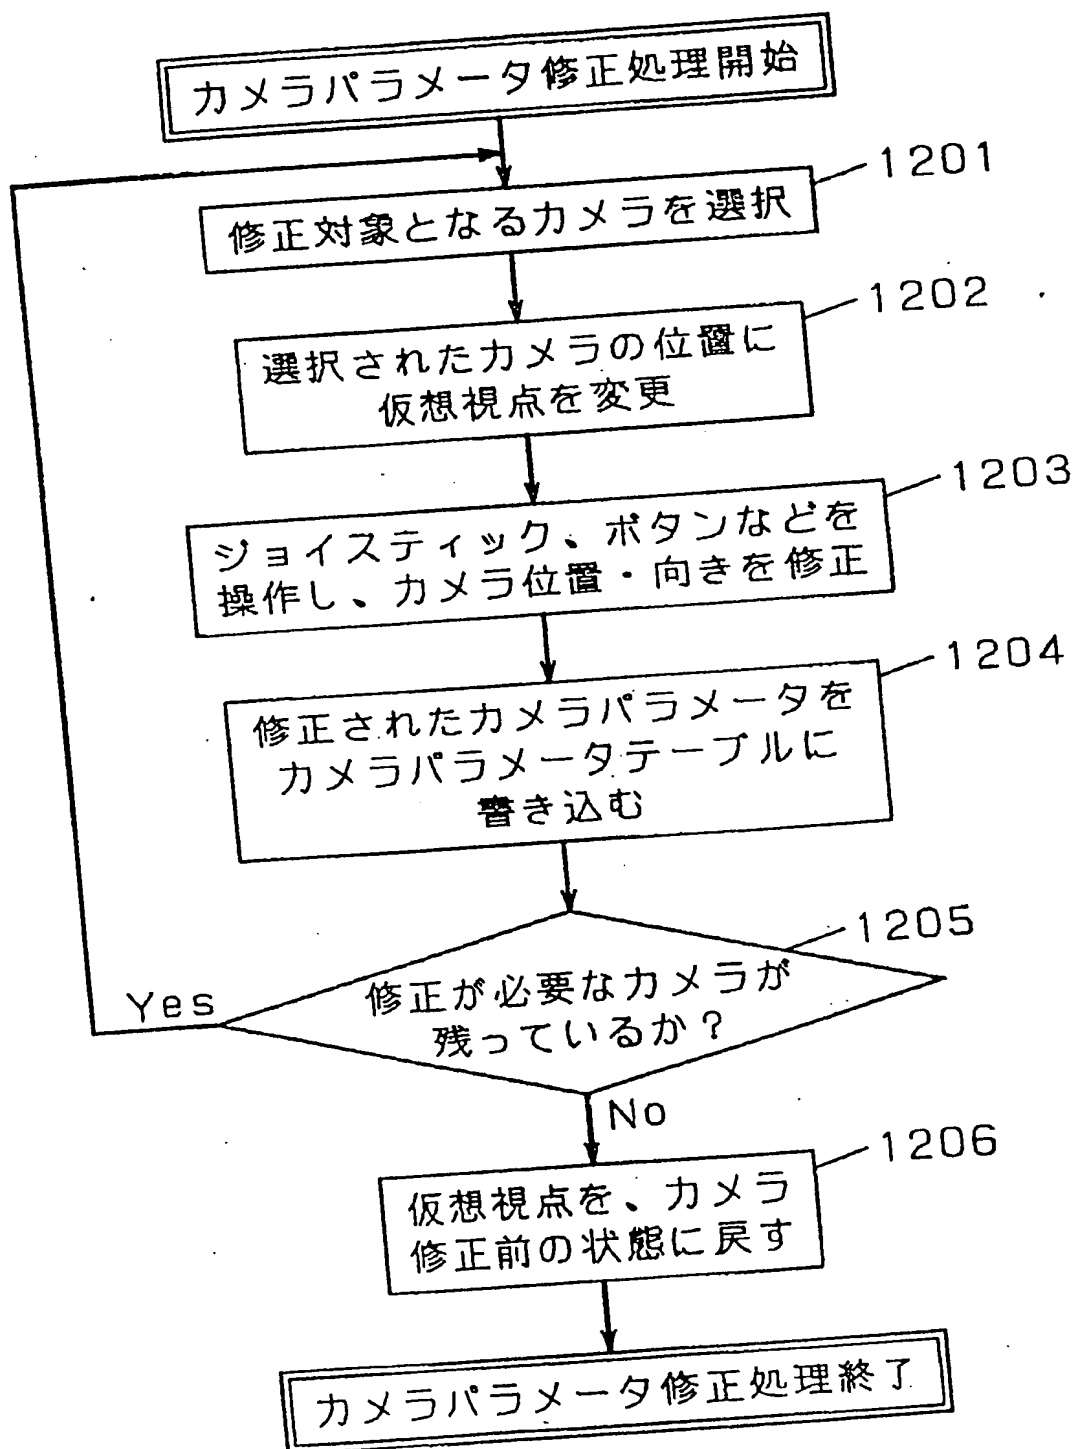 カメラパラメータ修正処理開始
1201
修正対象となるカメラを選択
1202
選択されたカメラの位置に
仮想視点を変更
1203
ジョイスティック、ボタンなどを
操作し、カメラ位置・向きを修正
1204
修正されたカメラパラメータを
カメラパラメータテーブルに
書き込む
1205
修正が必要なカメラが
残っているか？
Yes
No
1206
仮想視点を、カメラ
修正前の状態に戻す
カメラパラメータ修正処理終了